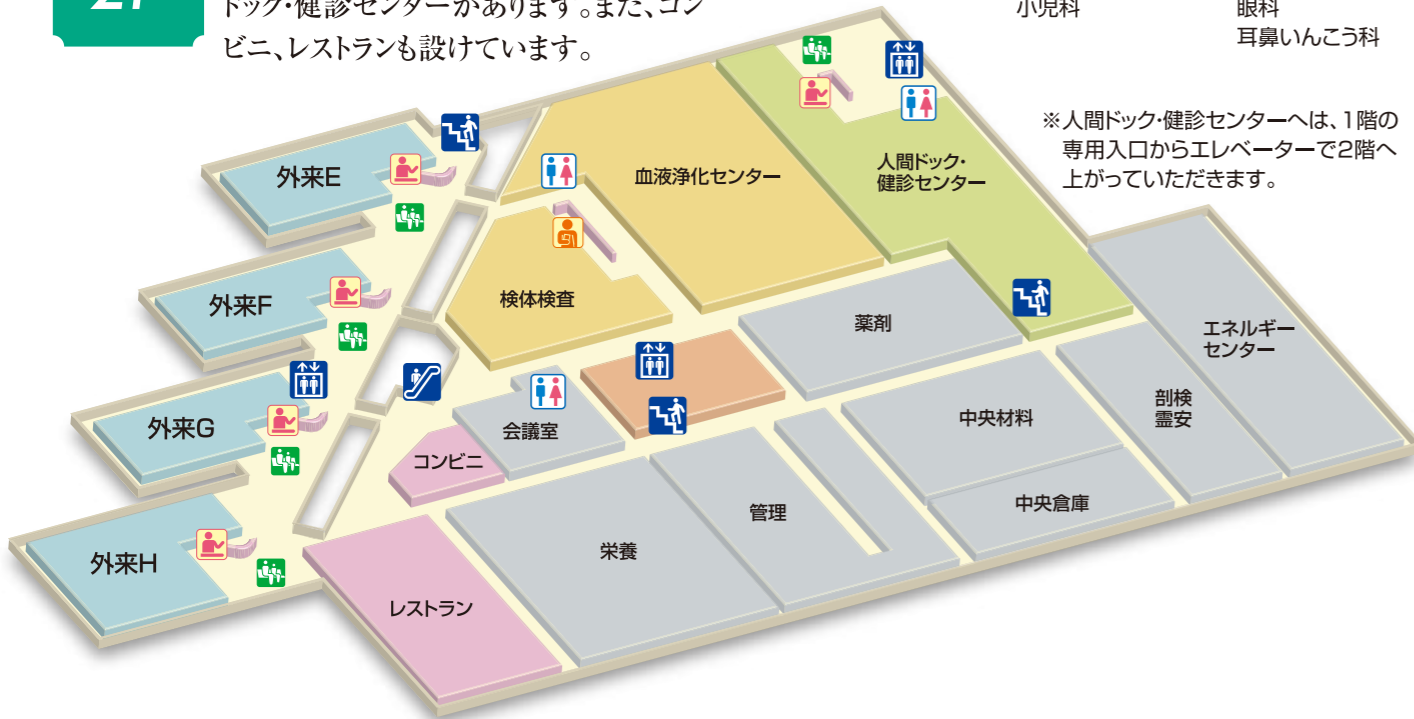 ドック・健診センターがあります。また、コン
ビニ、レストランも設けています。
小児科
眼科
耳鼻いんこう科
※人間ドック・健診センターへは、1階の
専用入口からエレベーターで2階へ
上がっていただきます。
外来E
血液浄化センター
人間ドック・
健診センター
外来F
検体検査
薬剤
エネルギー
センター
外来G
会議室
コンビニ
中央材料
剖検
霊安
管理
中央倉庫
外来H
栄養
レストラン